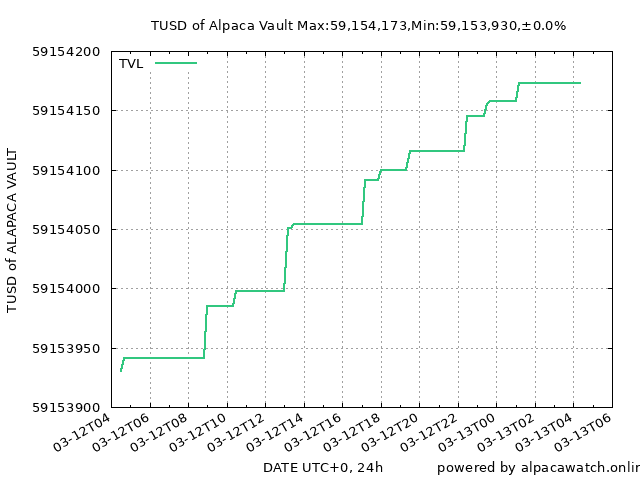 TUSD of Alpaca Vault Max:59,154,173,Min:59,153,930,±0.0%
TVL
59154200
59154150
59154100
59154050
59154000
59153950
59153900
TUSD of ALAPACA VAULT
03-12T04
03-12T06
03-12T08
03-12T10
03-12T12
03-12T14
03-12T16
03-12T18
03-12T20
03-12T22
03-13T00
03-13T02
03-13T04
03-13T06
DATE UTC+0, 24h
powered by alpacawatch.onlin